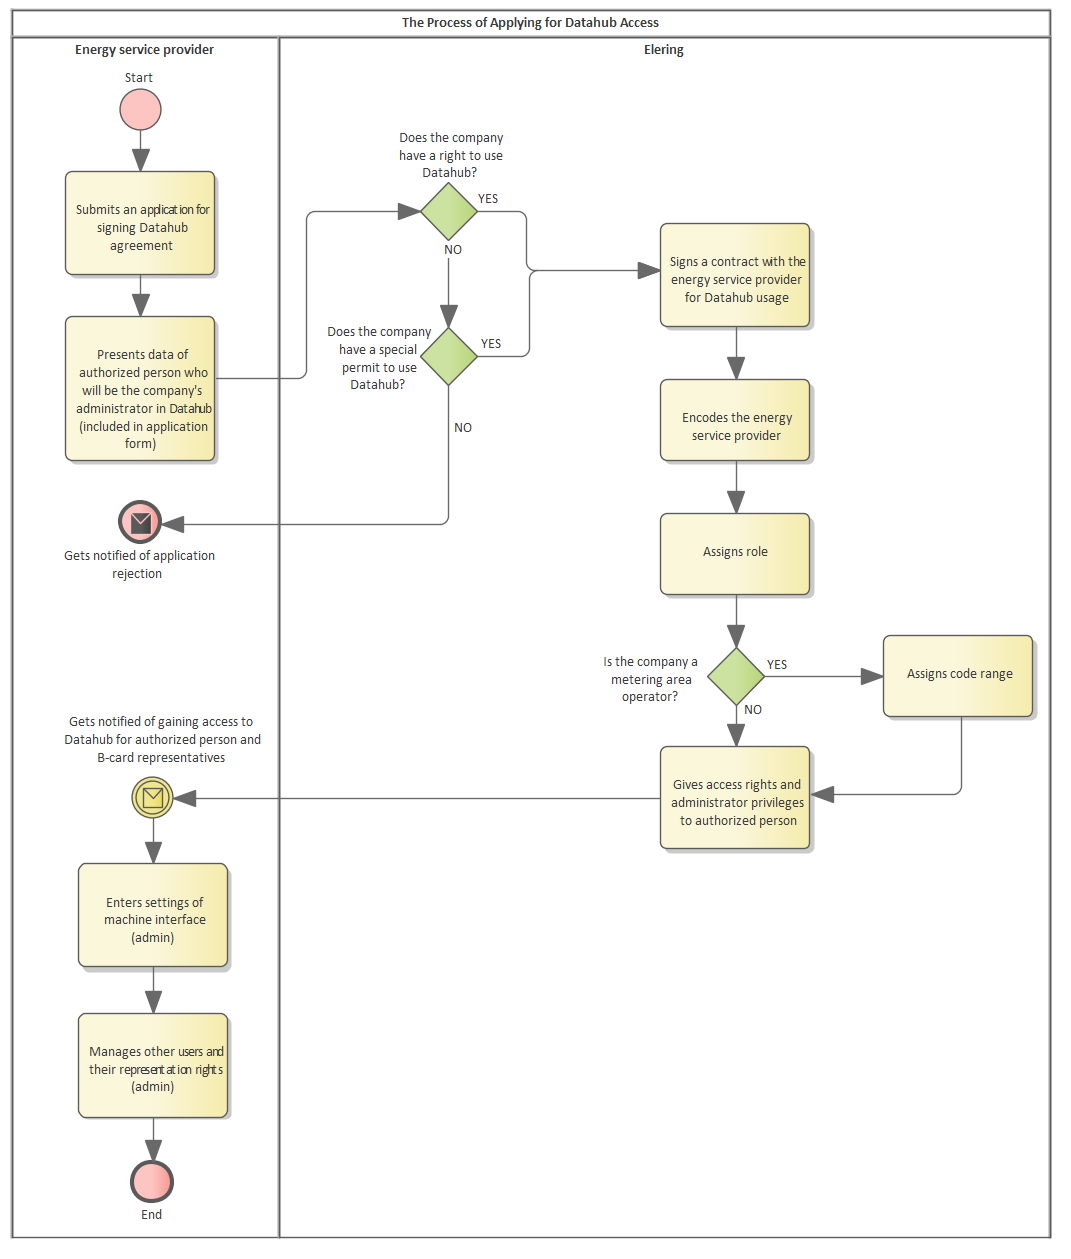 The Process of Applying for Datahub Access
Energy service provider
Elering
Start
Submits an application for
signing Datahub
agreement
Presents data of
authorized person who
will be the company's
administrator in Datahub
(included in application
form)
Does the company
have a right to use
Datahub?
YES
NO
Does the company
have a special
permit to use
Datahub?
YES
NO
Gets notified of application
rejection
Signs a contract with the
energy service provider
for Datahub usage
Encodes the energy
service provider
Assigns role
Is the company a
metering area
operator?
YES
NO
Assigns code range
Gives access rights and
administrator privileges
to authorized person
Gets notified of gaining access to
Datahub for authorized person and
B-card representatives
Enters settings of
machine interface
(admin)
Manages other users and
their representation rights
(admin)
End